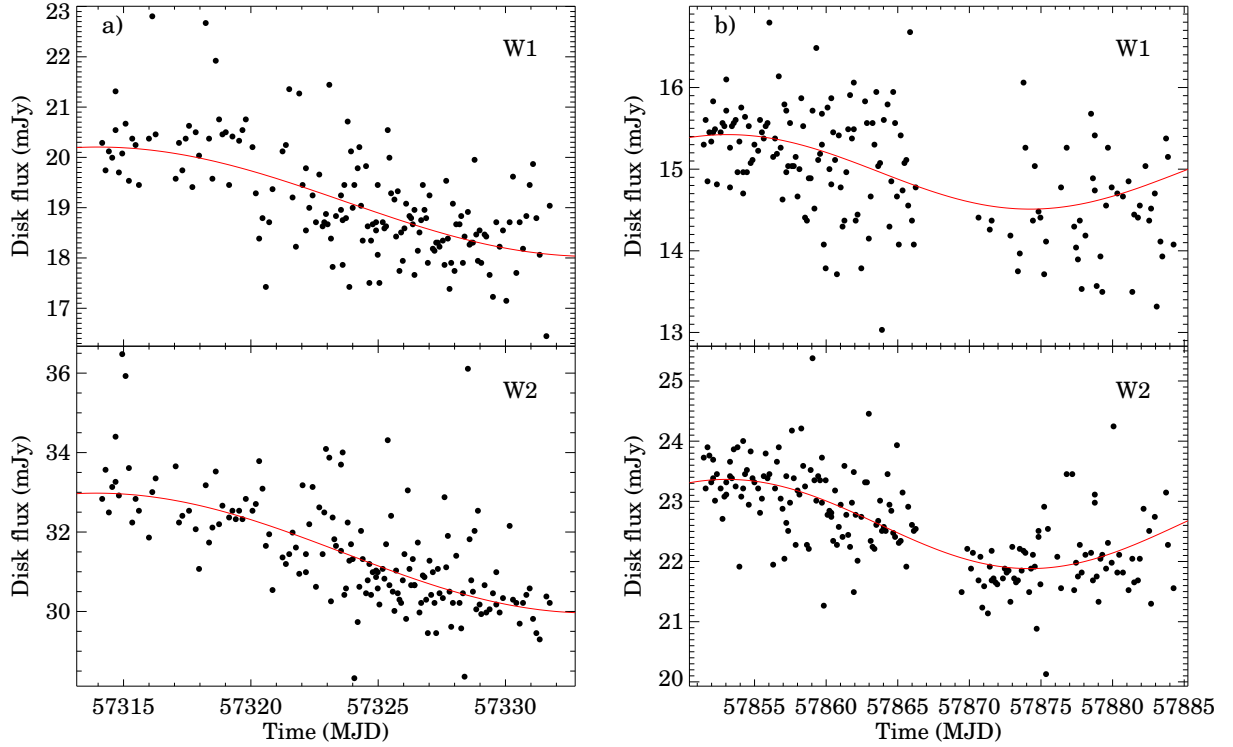 a)
W1
23
22
21
20
19
18
17
Disk flux (mJy)
W2
36
34
32
30
Disk flux (mJy)
57315 57320 57325 57330
Time (MJD)
b)
W1
16
15
14
13
Disk flux (mJy)
W2
25
24
23
22
21
20
Disk flux (mJy)
57855 57860 57865 57870 57875 57880 57885
Time (MJD)